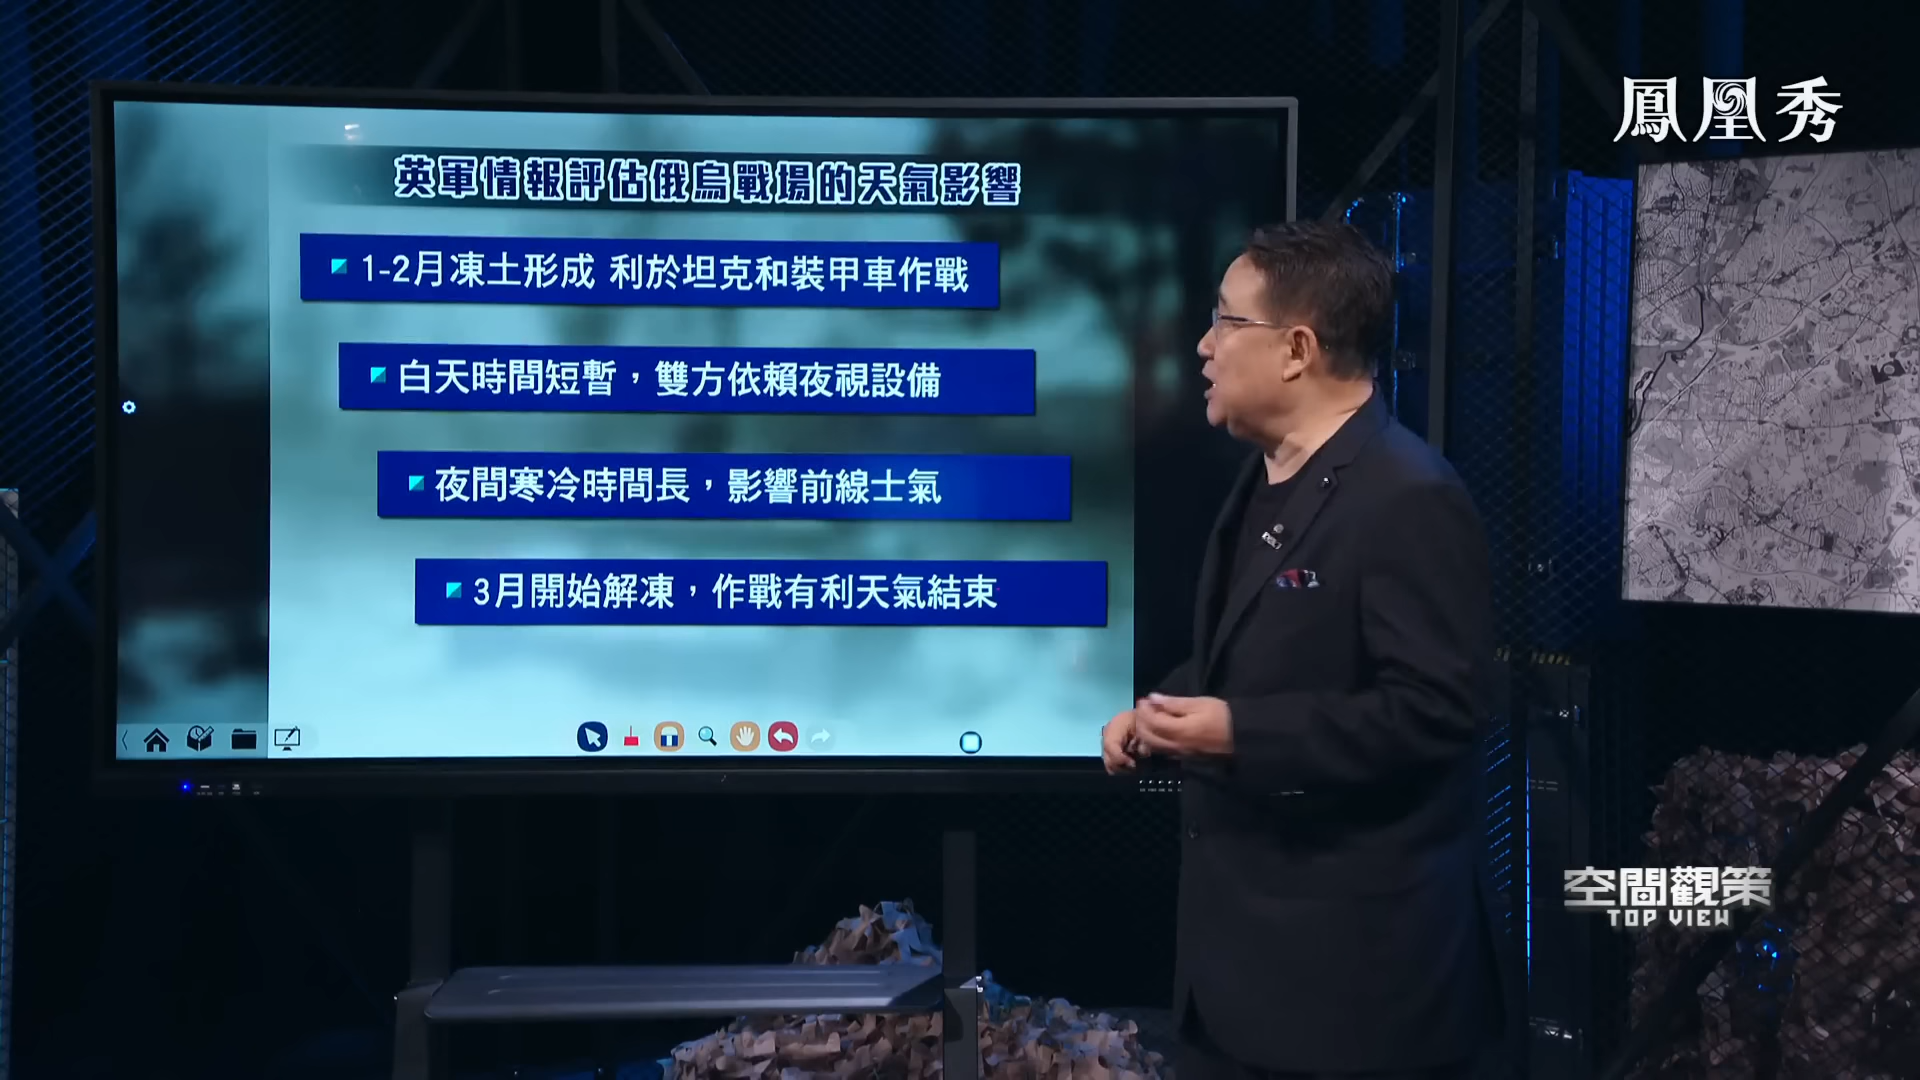 鳳凰秀
英軍情報評估俄烏戰場的天氣影響
1-2月凍土形成 利於坦克和裝甲車作戰
白天時間短暫，雙方依賴夜視設備
夜間寒冷時間長，影響前線士氣
3月開始解凍，作戰有利天氣結束
空間觀策
TOP VIEW